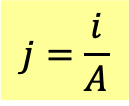 j = i/A